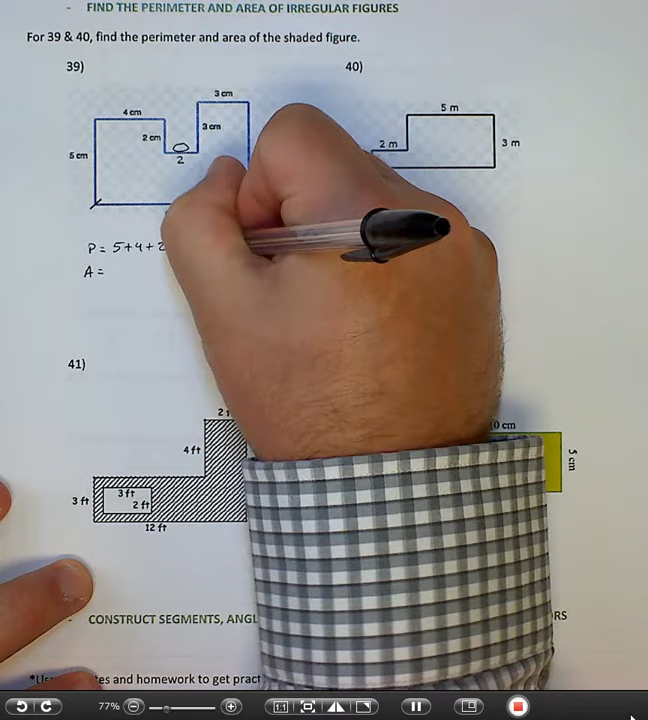 - FIND THE PERIMETER AND AREA OF IRREGULAR FIGURES
For 39 & 40, find the perimeter and area of the shaded figure.
39)
40)
3 cm
4 cm
2 cm
3 cm
5 cm
2
5 m
2 m
3 m
P = 5+4+2
A =
41)
2
4 ft
3 ft
3 ft
2 ft
12 ft
0 cm
5 cm
CONSTRUCT SEGMENTS, ANGL
RS
es and homework to get pract
77%
1:1